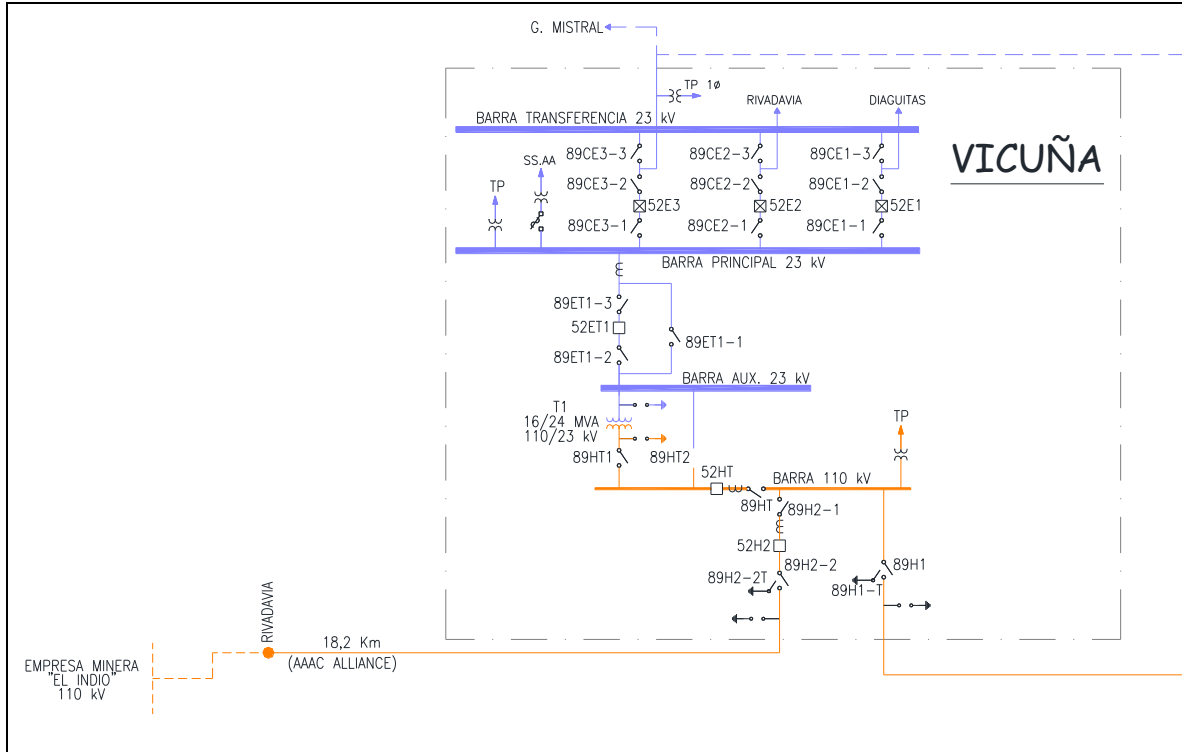 G. MISTRAL
TP 1ø
RIVADAVIA
DIAGUITAS
BARRA TRANSFERENCIA 23 kV
VICUÑA
89CE3-3
89CE2-3
89CE1-3
SS.AA
TP
89CE3-2
89CE2-2
89CE1-2
52E3
52E2
52E1
89CE3-1
89CE2-1
89CE1-1
BARRA PRINCIPAL 23 kV
89ET1-3
52ET1
89ET1-1
89ET1-2
BARRA AUX. 23 kV
T1
16/24 MVA
110/23 kV
TP
89HT1
89HT2
52HT
BARRA 110 kV
89HT
89H2-1
52H2
89H2-2
89H1
89H2-2T
89H1-T
RIVADAVIA
18,2 Km
(AAAC ALLIANCE)
EMPRESA MINERA
"EL INDIO"
110 kV